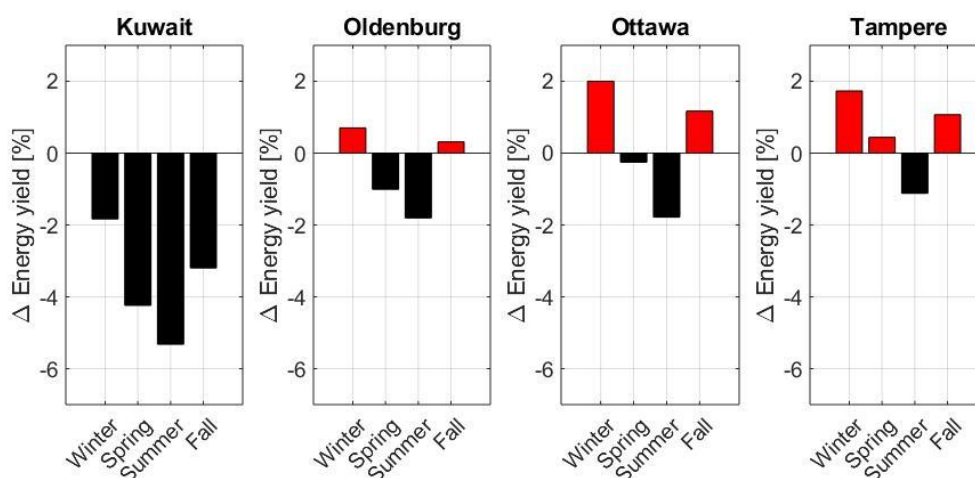 Kuwait
Δ Energy yield [%]
2
0
-2
-4
-6
Winter
Spring
Summer
Fall
Oldenburg
Δ Energy yield [%]
2
0
-2
-4
-6
Winter
Spring
Summer
Fall
Ottawa
Δ Energy yield [%]
2
0
-2
-4
-6
Winter
Spring
Summer
Fall
Tampere
Δ Energy yield [%]
2
0
-2
-4
-6
Winter
Spring
Summer
Fall